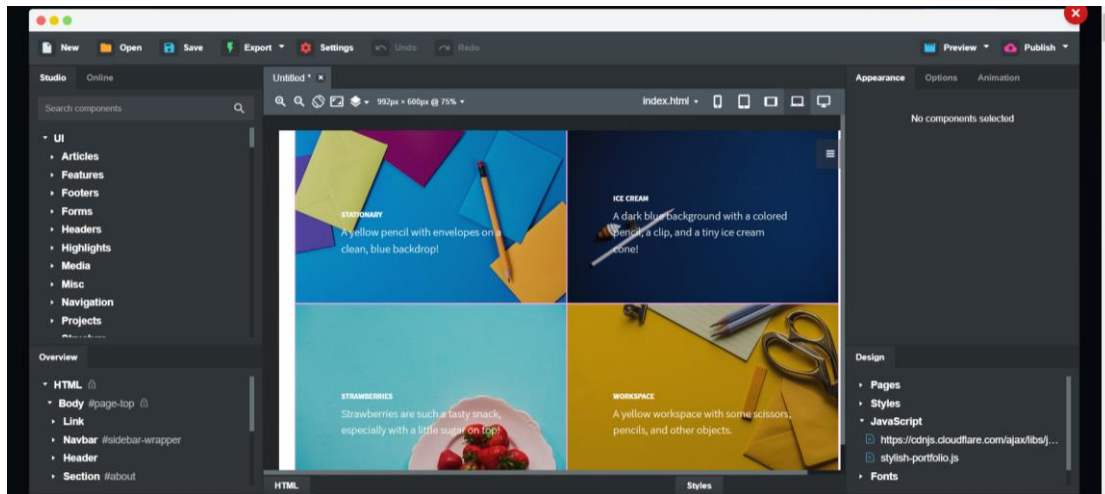 New Open Save Export Settings Undo Redo Preview Publish
Studio Online
Search components
UI
Articles
Features
Footers
Forms
Headers
Highlights
Media
Misc
Navigation
Projects
Overview
HTML
Body #page-top
Link
Navbar #sidebar-wrapper
Header
Section #about
Untitled * ×
992px × 600px @ 75%
index.html
STATIONARY
A yellow pencil with envelopes on a
clean, blue backdrop!
ICE CREAM
A dark blue background with a colored
pencil, a clip, and a tiny ice cream
cone!
STRAWBERRIES
Strawberries are such a tasty snack,
especially with a little sugar on top!
WORKSPACE
A yellow workspace with some scissors,
pencils, and other objects.
HTML Styles
Appearance Options Animation
No components selected
Design
Pages
Styles
JavaScript
https://cdnjs.cloudflare.com/ajax/libs/j...
stylish-portfolio.js
Fonts